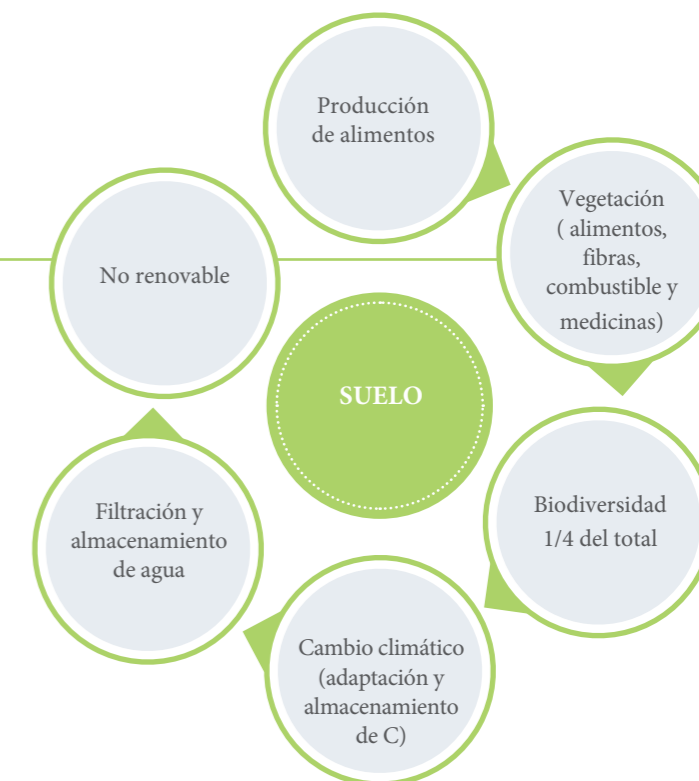 Producción
de alimentos
Vegetación
( alimentos,
fibras,
combustible y
medicinas)
No renovable
SUELO
Biodiversidad
1/4 del total
Filtración y
almacenamiento
de agua
Cambio climático
(adaptación y
almacenamiento
de C)